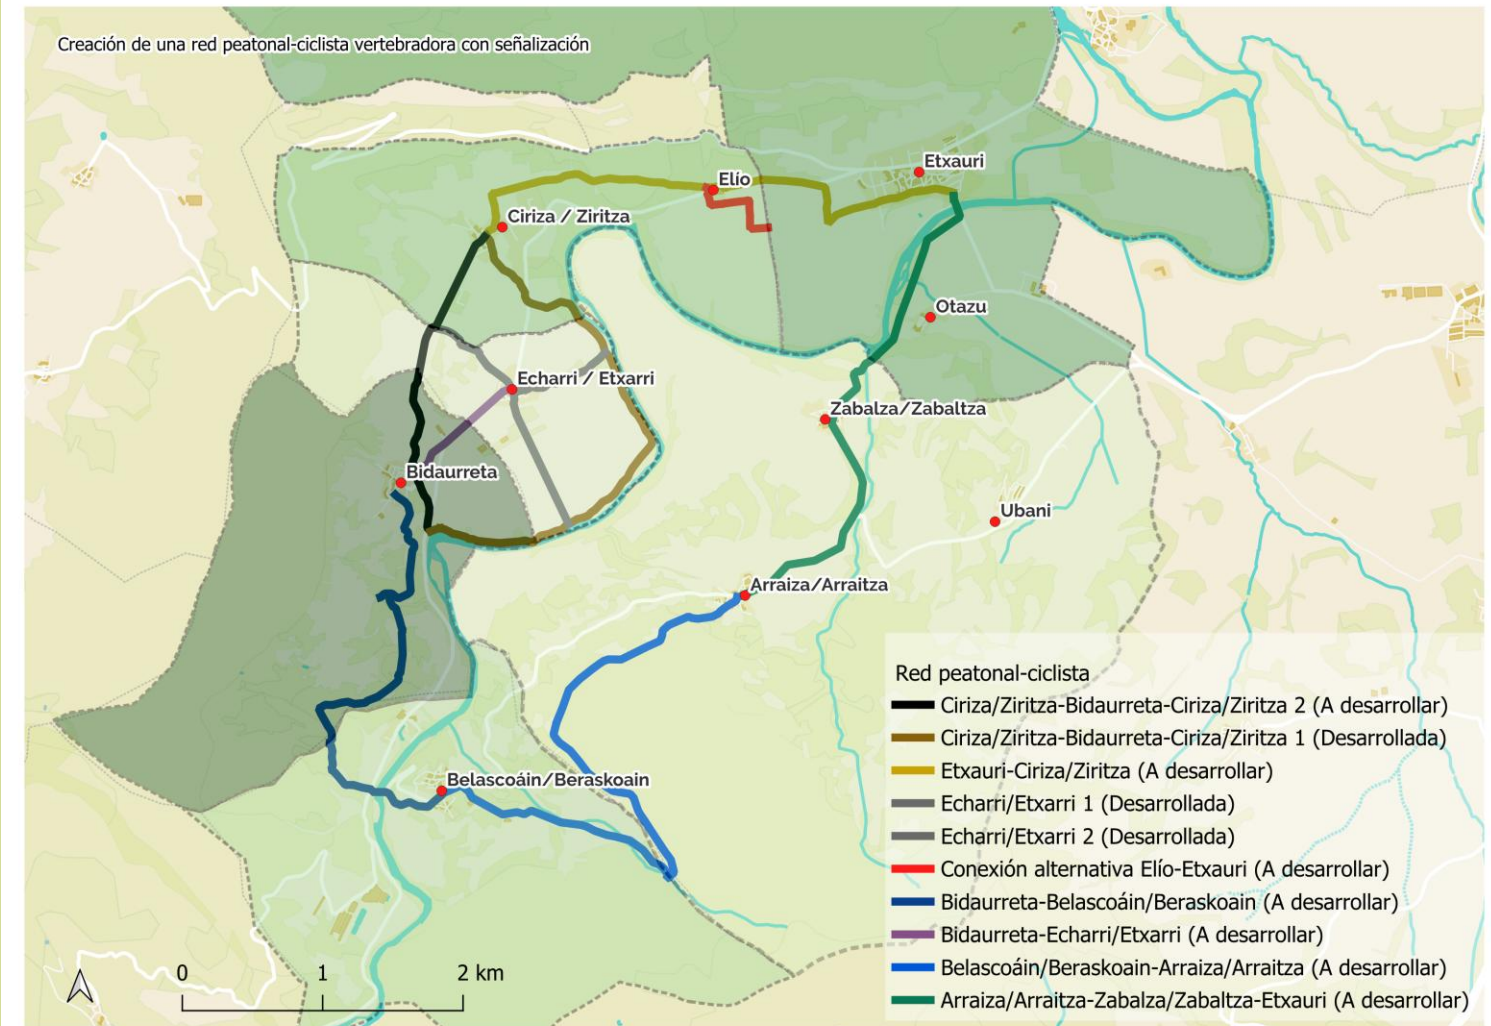 Creación de una red peatonal-ciclista vertebradora con señalización
Etxauri
Elío
Ciriza / Ziritza
Otazu
Echarri / Etxarri
Zabalza/Zabaltza
Bidaurreta
Ubani
Arraiza/Arraitza
Belascoáin/Beraskoain
Red peatonal-ciclista
Ciriza/Ziritza-Bidaurreta-Ciriza/Ziritza 2 (A desarrollar)
Ciriza/Ziritza-Bidaurreta-Ciriza/Ziritza 1 (Desarrollada)
Etxauri-Ciriza/Ziritza (A desarrollar)
Echarri/Etxarri 1 (Desarrollada)
Echarri/Etxarri 2 (Desarrollada)
Conexión alternativa Elío-Etxauri (A desarrollar)
Bidaurreta-Belascoáin/Beraskoain (A desarrollar)
Bidaurreta-Echarri/Etxarri (A desarrollar)
Belascoáin/Beraskoain-Arraiza/Arraitza (A desarrollar)
Arraiza/Arraitza-Zabalza/Zabaltza-Etxauri (A desarrollar)
0 1 2 km